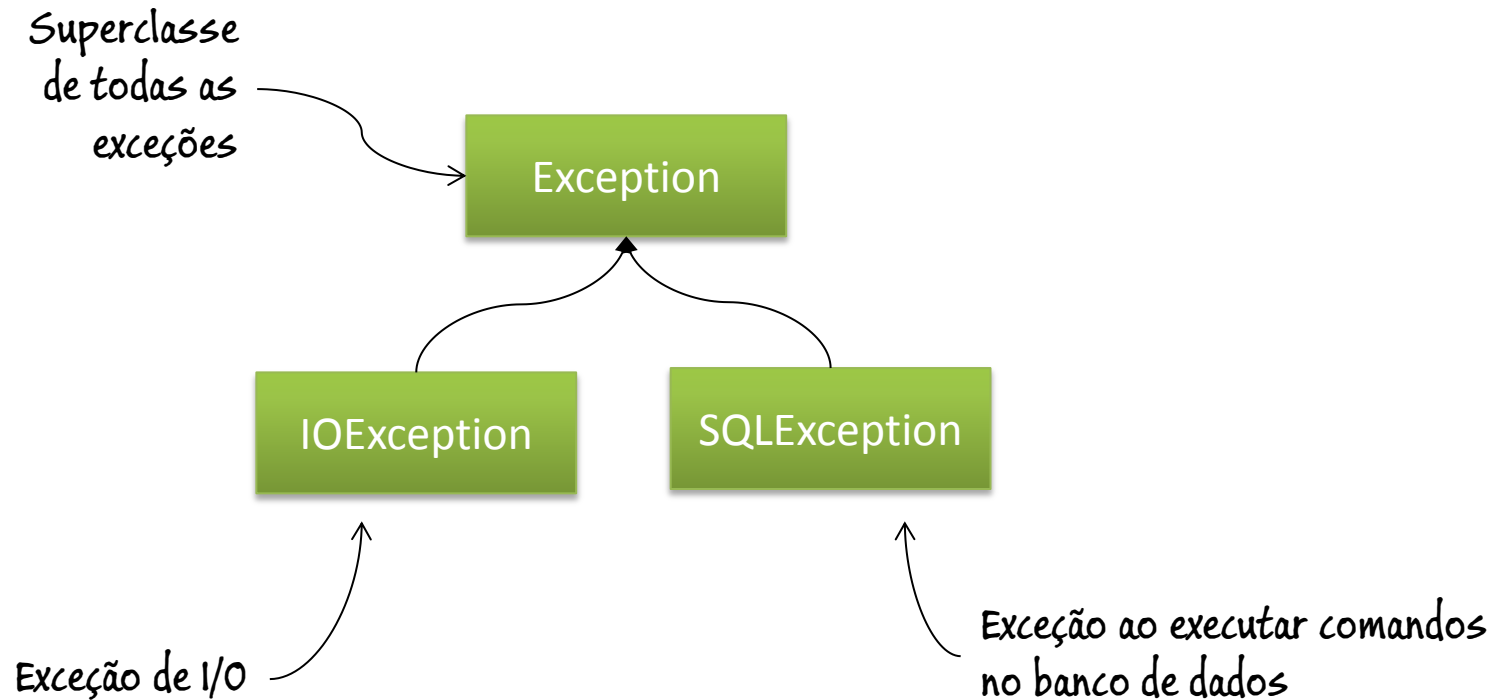 Superclasse
de todas as
exceções
Exception
IOException
SQLException
Exceção de I/O
Exceção ao executar comandos
no banco de dados